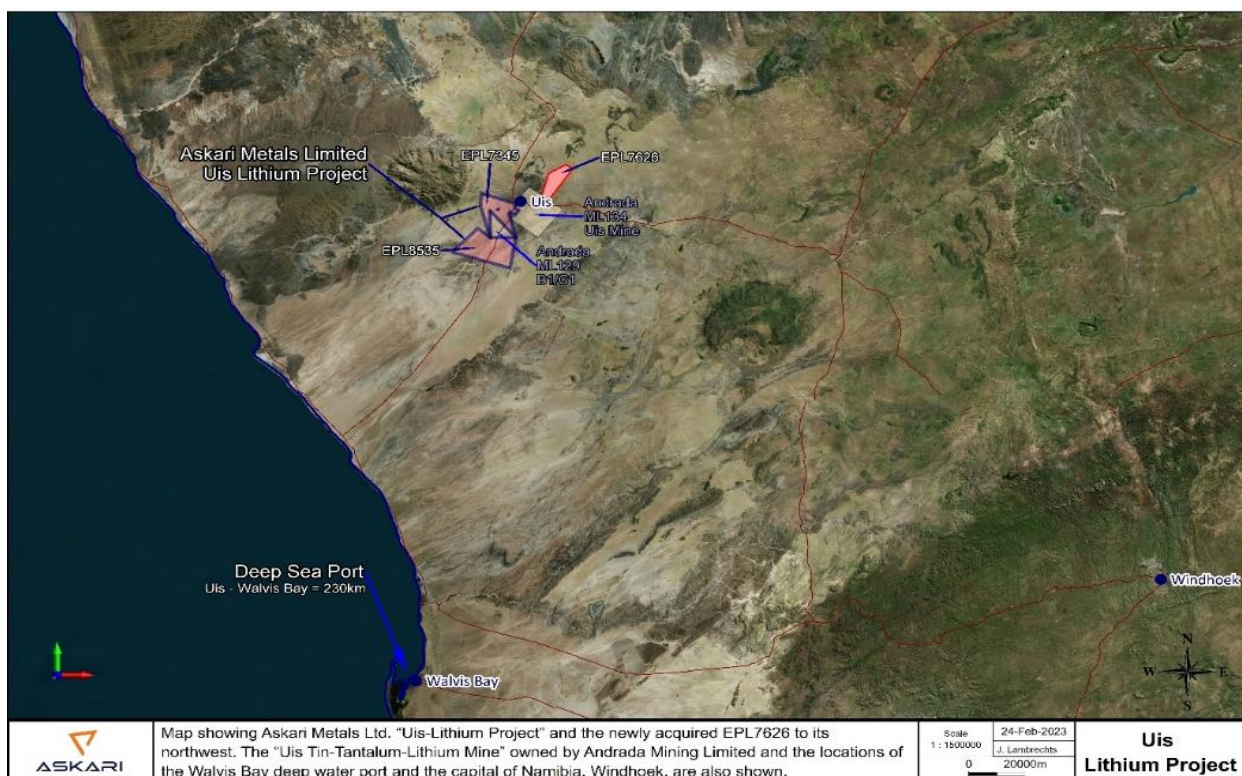 Askari Metals Limited
Uis Lithium Project
EPL7345
EPL7626
Uis
Andrada
ML134
Uis Mine
EPL8535
Andrada
ML129
B1/C1
Deep Sea Port
Uis - Walvis Bay = 230km
Windhoek
Walvis Bay
N
W E
S
ASKARI
Map showing Askari Metals Ltd. "Uis-Lithium Project" and the newly acquired EPL7626 to its
northwest. The "Uis Tin-Tantalum-Lithium Mine" owned by Andrada Mining Limited and the locations of
the Walvis Bay deep water port and the capital of Namibia, Windhoek, are also shown.
Scale
1 : 1500000
0 20000m
24-Feb-2023
J. Lambrechts
Uis
Lithium Project